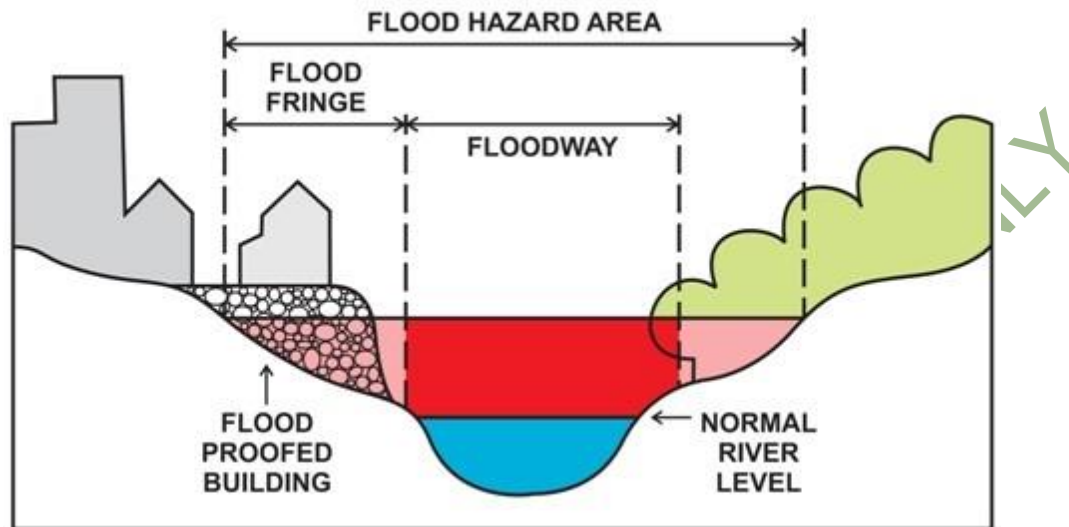 FLOOD HAZARD AREA
FLOOD
FRINGE
FLOODWAY
FLOOD
PROOFED
BUILDING
NORMAL
RIVER
LEVEL